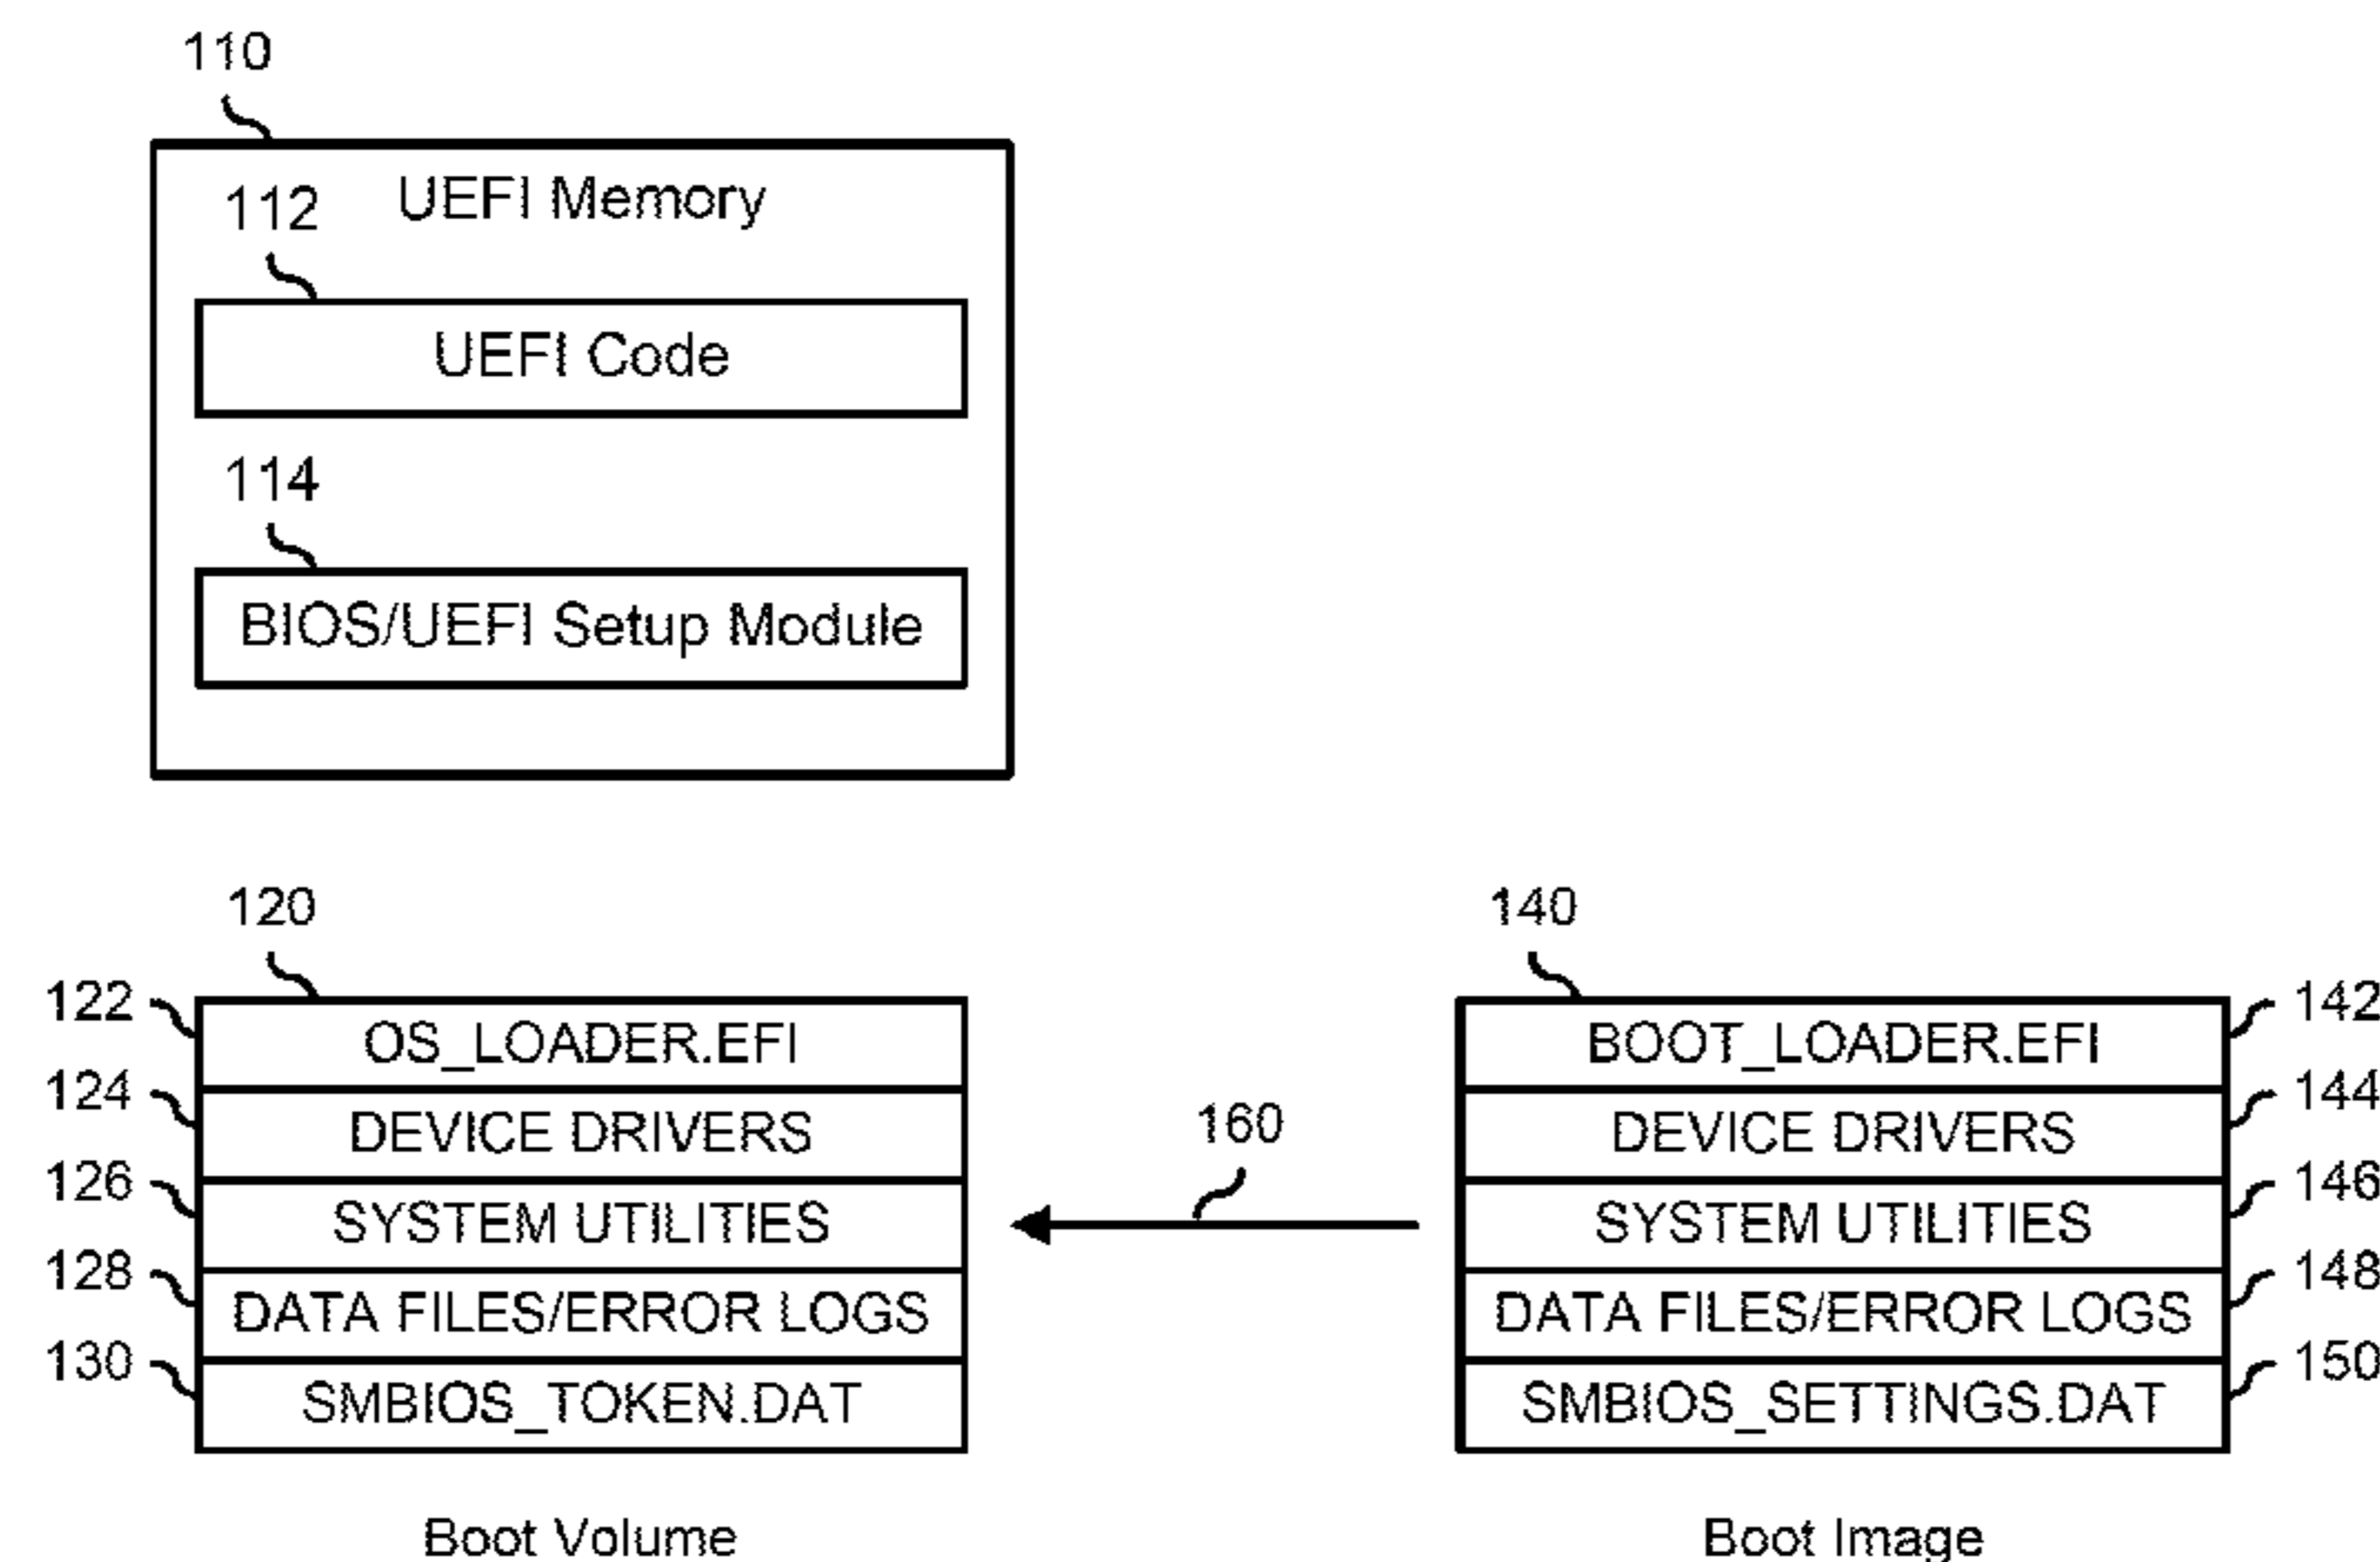 110
UEFI Memory
112
UEFI Code
114
BIOS/UEFI Setup Module
120
140
122
OS_LOADER.EFI
BOOT_LOADER.EFI
142
124
DEVICE DRIVERS
160
DEVICE DRIVERS
144
126
SYSTEM UTILITIES
SYSTEM UTILITIES
146
128
DATA FILES/ERROR LOGS
DATA FILES/ERROR LOGS
148
130
SMBIOS_TOKEN.DAT
SMBIOS_SETTINGS.DAT
150
Boot Volume
Boot Image